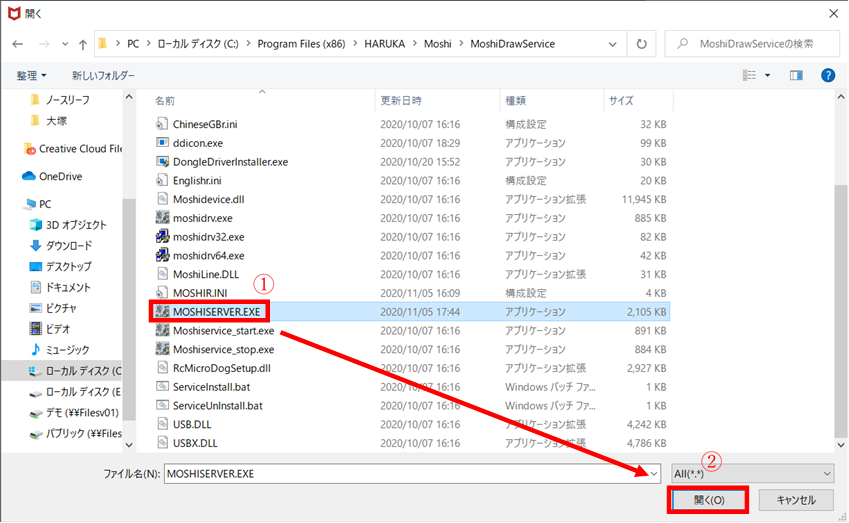 開く
PC > ローカル ディスク (C:) > Program Files (x86) > HARUKA > Moshi > MoshiDrawService
MoshiDrawServiceの検索
整理 新しいフォルダー
名前 更新日時 種類 サイズ
ノースリーフ
大塚
Creative Cloud File
OneDrive
PC
3D オブジェクト
ダウンロード
デスクトップ
ドキュメント
ピクチャ
ビデオ
ミュージック
ローカル ディスク (C
ローカル ディスク (E
デモ (¥¥Filesv01)
パブリック (¥¥Files
ChineseGBr.ini 2020/10/07 16:16 構成設定 32 KB
ddicon.exe 2020/10/07 18:29 アプリケーション 99 KB
DongleDriverInstaller.exe 2020/10/20 15:52 アプリケーション 30 KB
Englishr.ini 2020/10/07 16:16 構成設定 20 KB
Moshidevice.dll 2020/10/07 16:16 アプリケーション拡張 11,945 KB
moshidrv.exe 2020/10/07 16:16 アプリケーション 885 KB
moshidrv32.exe 2020/10/07 16:16 アプリケーション 82 KB
moshidrv64.exe 2020/10/07 16:16 アプリケーション 42 KB
MoshiLine.DLL 2020/10/07 16:16 アプリケーション拡張 31 KB
①
MOSHIR.INI 2020/11/05 16:09 構成設定 4 KB
MOSHISERVER.EXE 2020/11/05 17:44 アプリケーション 2,105 KB
Moshiservice_start.exe 2020/10/07 16:16 アプリケーション 891 KB
Moshiservice_stop.exe 2020/10/07 16:16 アプリケーション 884 KB
RcMicroDogSetup.dll 2020/10/07 16:16 アプリケーション拡張 2,927 KB
ServiceInstall.bat 2020/10/07 16:16 Windows バッチ ファ... 1 KB
ServiceUnInstall.bat 2020/10/07 16:16 Windows バッチ ファ... 1 KB
USB.DLL 2020/10/07 16:16 アプリケーション拡張 4,242 KB
USBX.DLL 2020/10/07 16:16 アプリケーション拡張 4,786 KB
②
ファイル名(N): MOSHISERVER.EXE All(*.*)
開く(O) キャンセル